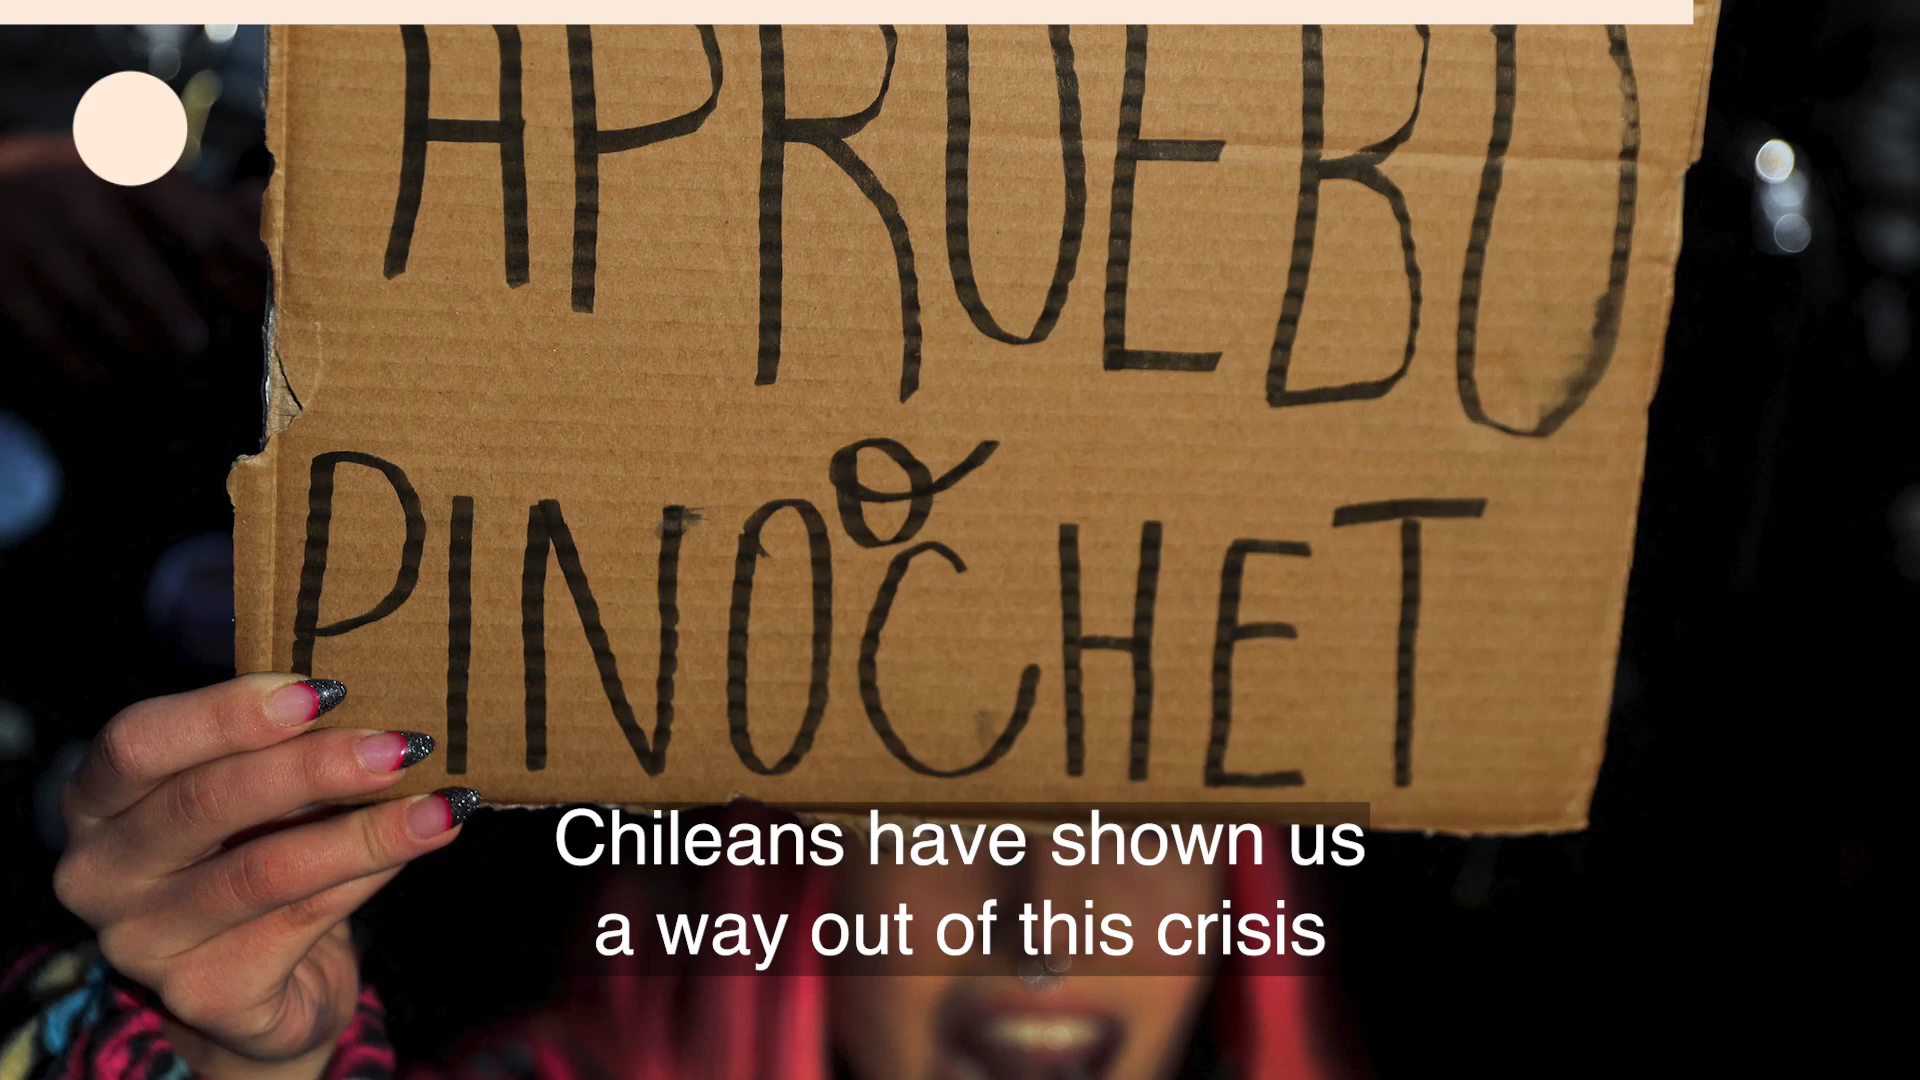 APRUEBO
O
PINOCHET
Chileans have shown us
a way out of this crisis